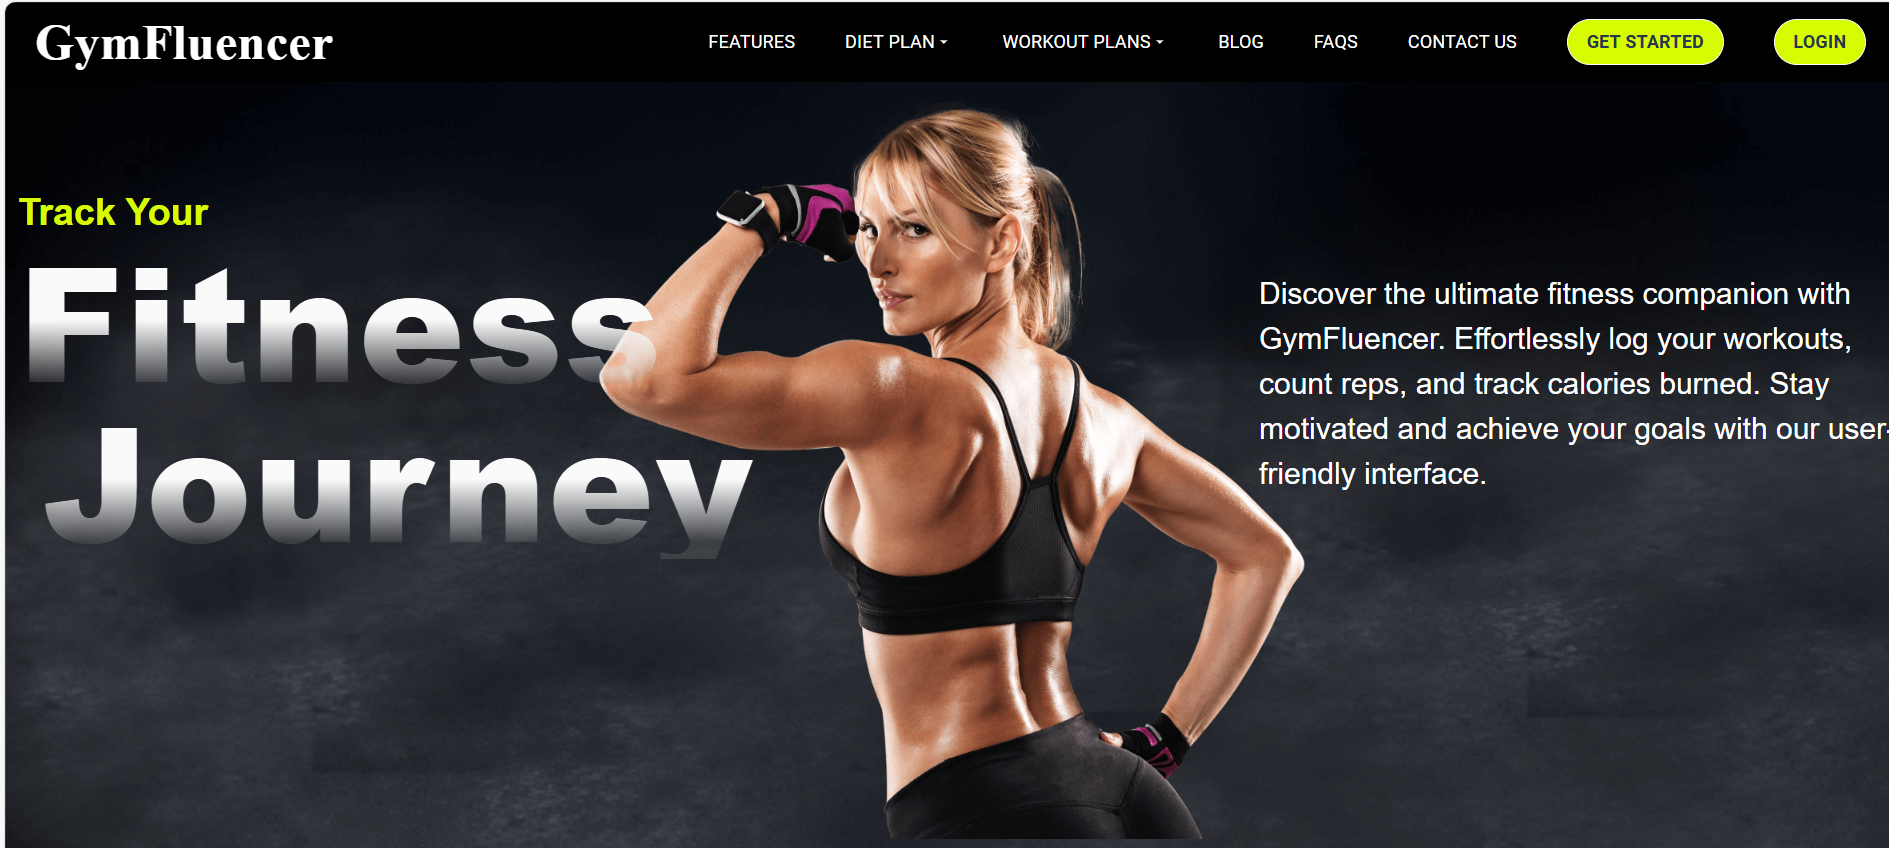 GymFluencer
FEATURES
DIET PLAN
WORKOUT PLANS
BLOG
FAQS
CONTACT US
GET STARTED
LOGIN
Track Your
Fitness
Journey
Discover the ultimate fitness companion with
GymFluencer. Effortlessly log your workouts,
count reps, and track calories burned. Stay
motivated and achieve your goals with our user-
friendly interface.